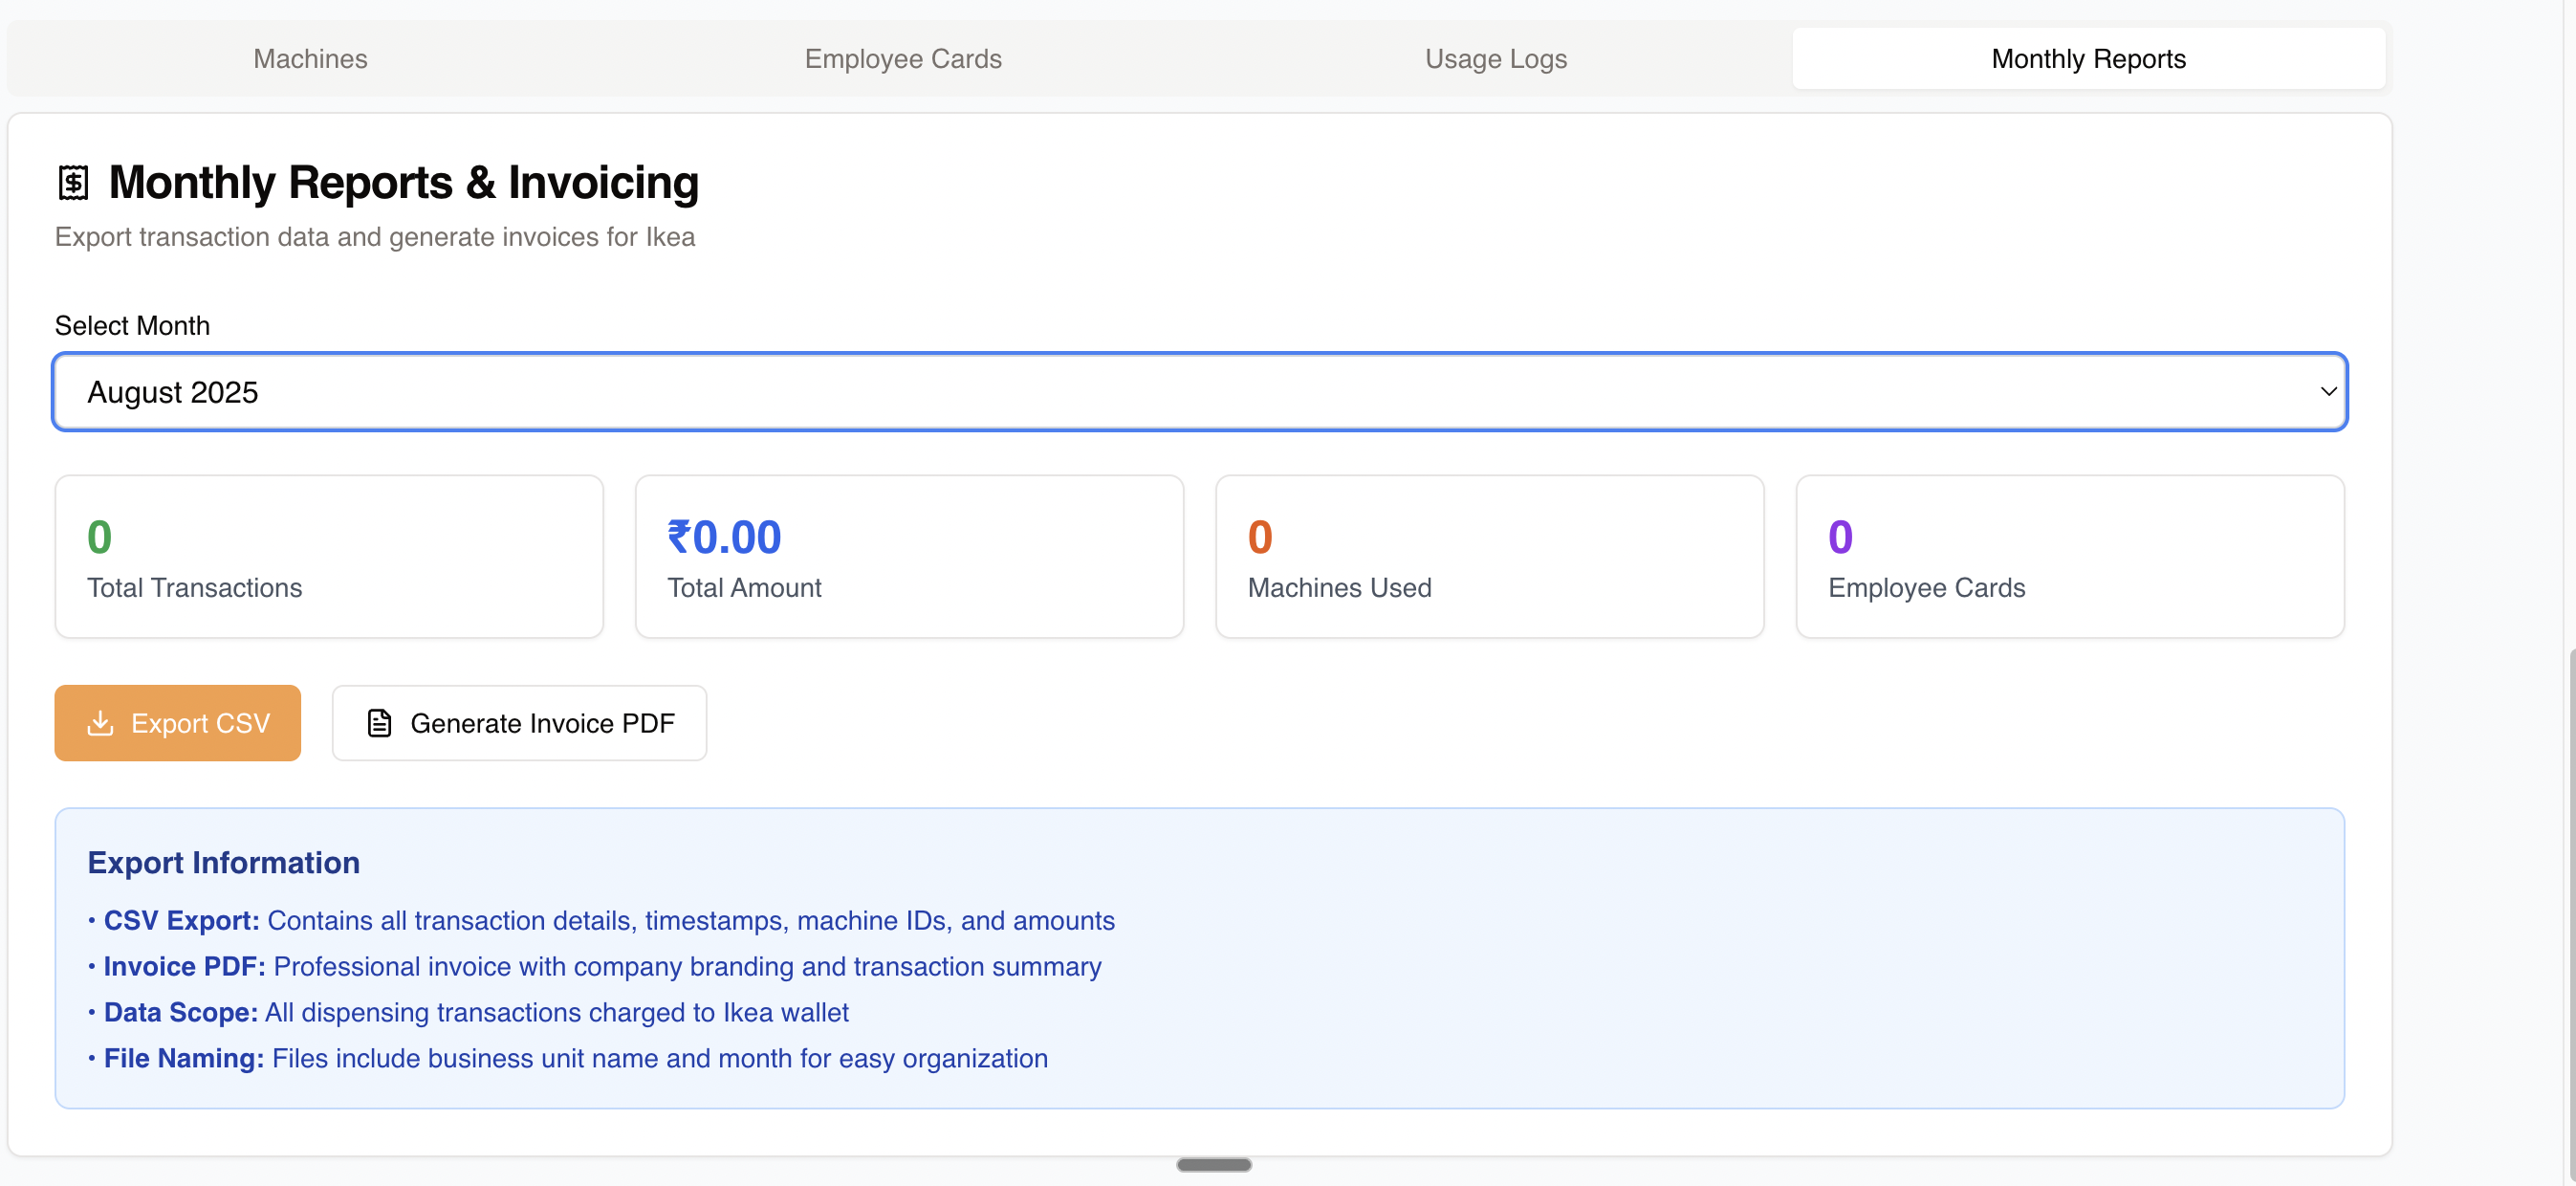 Machines
Employee Cards
Usage Logs
Monthly Reports
Monthly Reports & Invoicing
Export transaction data and generate invoices for Ikea
Select Month
August 2025
0
Total Transactions
₹0.00
Total Amount
0
Machines Used
0
Employee Cards
Export CSV
Generate Invoice PDF
Export Information
• CSV Export: Contains all transaction details, timestamps, machine IDs, and amounts
• Invoice PDF: Professional invoice with company branding and transaction summary
• Data Scope: All dispensing transactions charged to Ikea wallet
• File Naming: Files include business unit name and month for easy organization